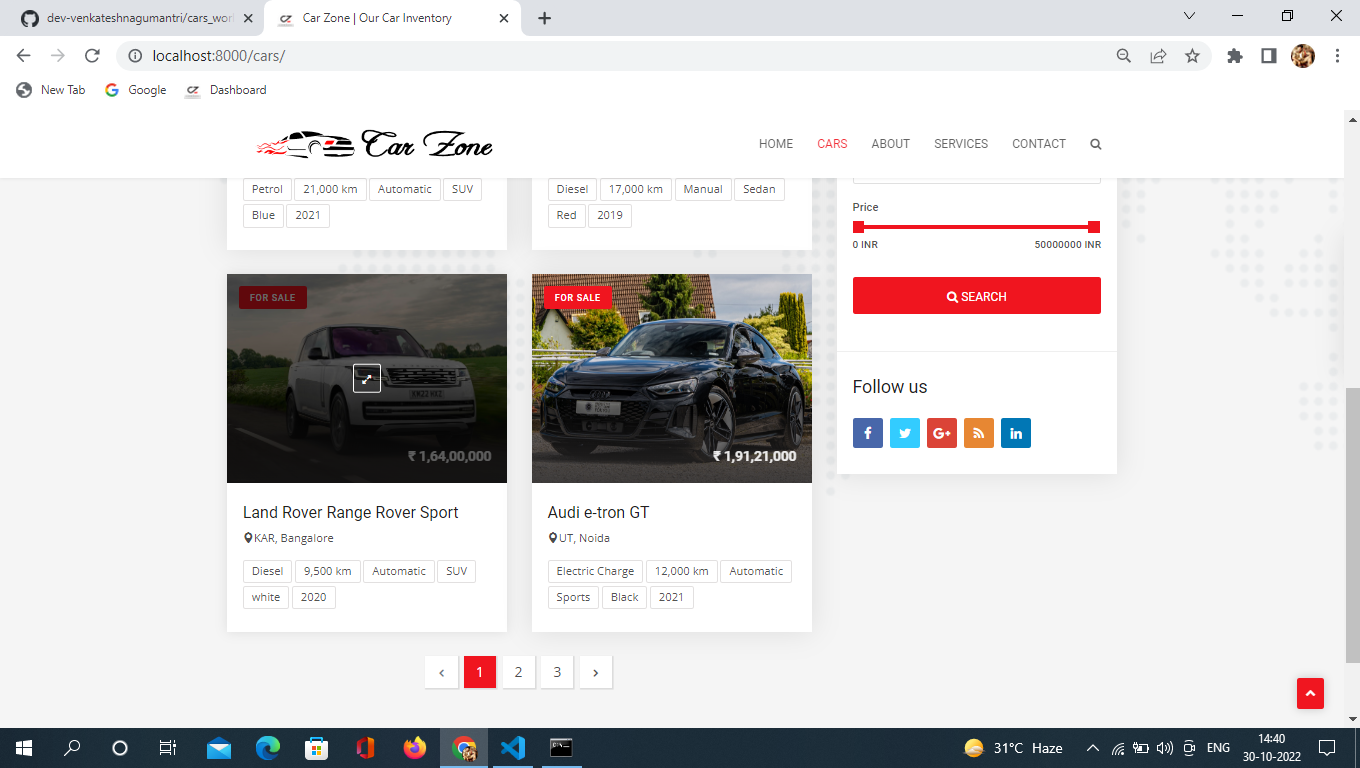 dev-venkateshnagumantri/cars_worl
Car Zone | Our Car Inventory
localhost:8000/cars/
New Tab
Google
CZ
Dashboard
Car Zone
HOME
CARS
ABOUT
SERVICES
CONTACT
Petrol
21,000 km
Automatic
SUV
Blue
2021
Diesel
17,000 km
Manual
Sedan
Red
2019
Price
0 INR
50000000 INR
SEARCH
FOR SALE
₹ 1,64,00,000
Land Rover Range Rover Sport
KAR, Bangalore
Diesel
9,500 km
Automatic
SUV
white
2020
FOR SALE
₹ 1,91,21,000
Audi e-tron GT
UT, Noida
Electric Charge
12,000 km
Automatic
Sports
Black
2021
Follow us
‹ 1 2 3 ›
31°C Haze
ENG
14:40
30-10-2022